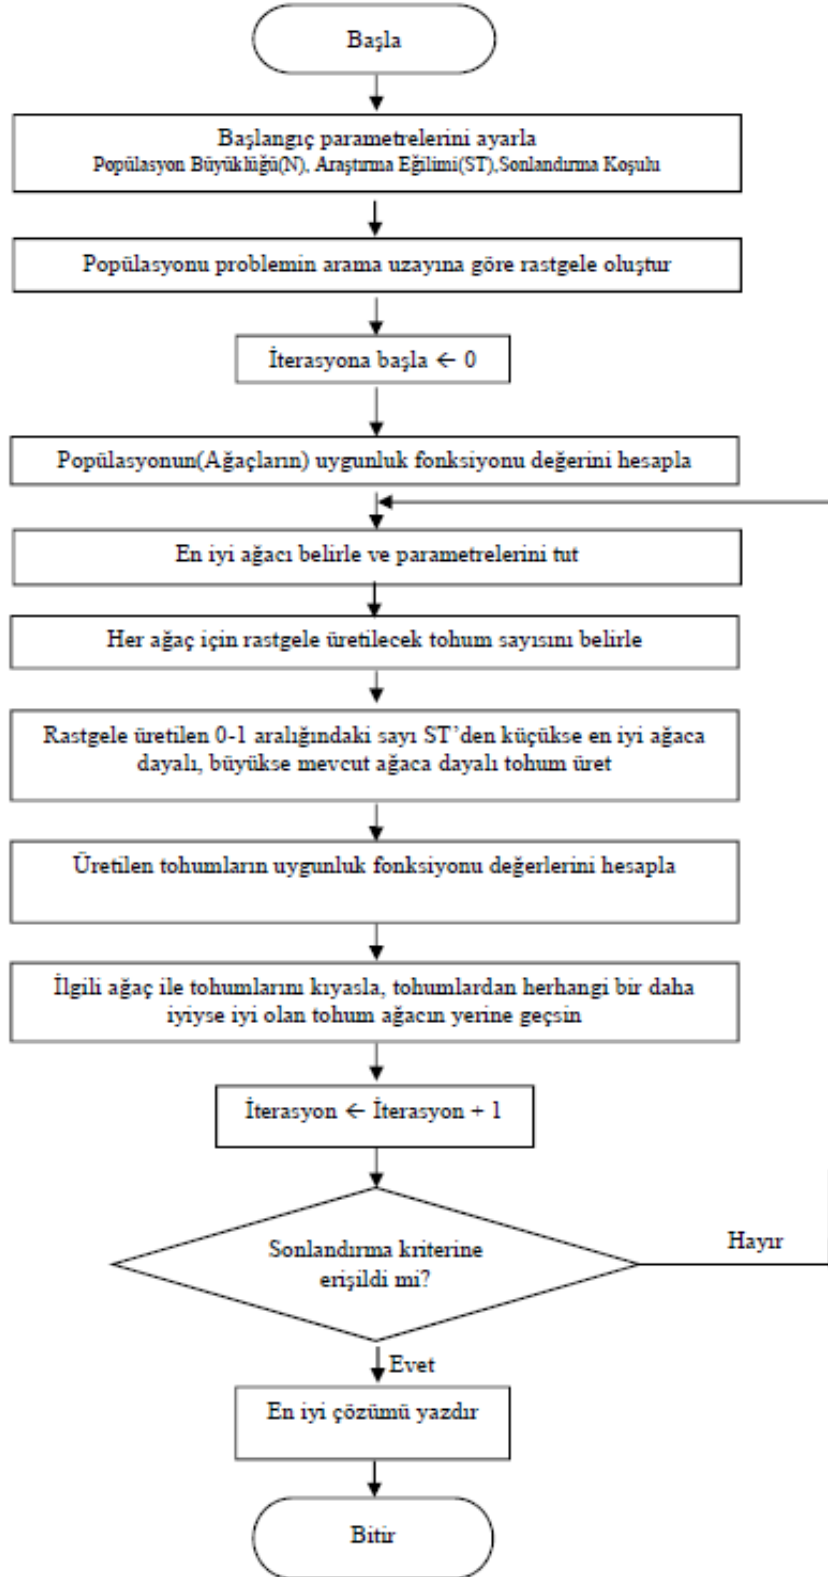 Başla
Başlangıç parametrelerini ayarla
Popülasyon Büyüklüğü(N), Araştırma Eğilimi(ST),Sonlandırma Koşulu
Popülasyonu problemin arama uzayına göre rastgele oluştur
İterasyona başla ← 0
Popülasyonun(Ağaçların) uygunluk fonksiyonu değerini hesapla
En iyi ağacı belirle ve parametrelerini tut
Her ağaç için rastgele üretilecek tohum sayısını belirle
Rastgele üretilen 0-1 aralığındaki sayı ST’den küçükse en iyi ağaca
dayalı, büyükse mevcut ağaca dayalı tohum üret
Üretilen tohumların uygunluk fonksiyonu değerlerini hesapla
İlgili ağaç ile tohumlarını kıyasla, tohumlardan herhangi bir daha
iyiyse iyi olan tohum ağacın yerine geçsin
İterasyon ← İterasyon + 1
Sonlandırma kriterine
erişildi mi?
Hayır
Evet
En iyi çözümü yazdır
Bitir